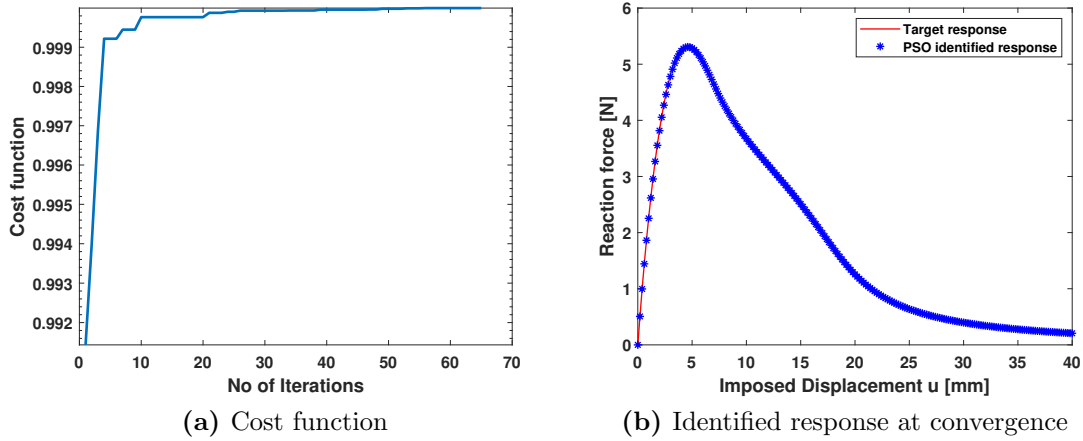 0.999
0.998
0.997
0.996
0.995
0.994
0.993
0.992
Cost function
0 10 20 30 40 50 60 70
No of Iterations
(a) Cost function
6
5
4
3
2
1
0
Reaction force [N]
Target response
PSO identified response
0 5 10 15 20 25 30 35 40
Imposed Displacement u [mm]
(b) Identified response at convergence